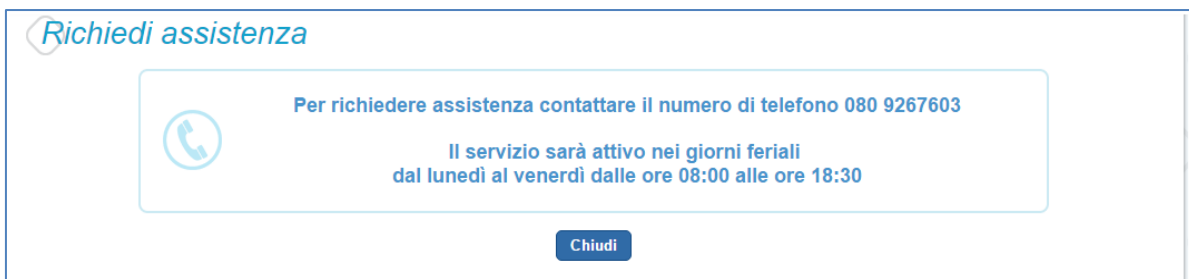 Richiedi assistenza
Per richiedere assistenza contattare il numero di telefono 080 9267603
Il servizio sarà attivo nei giorni feriali
dal lunedì al venerdì dalle ore 08:00 alle ore 18:30
Chiudi